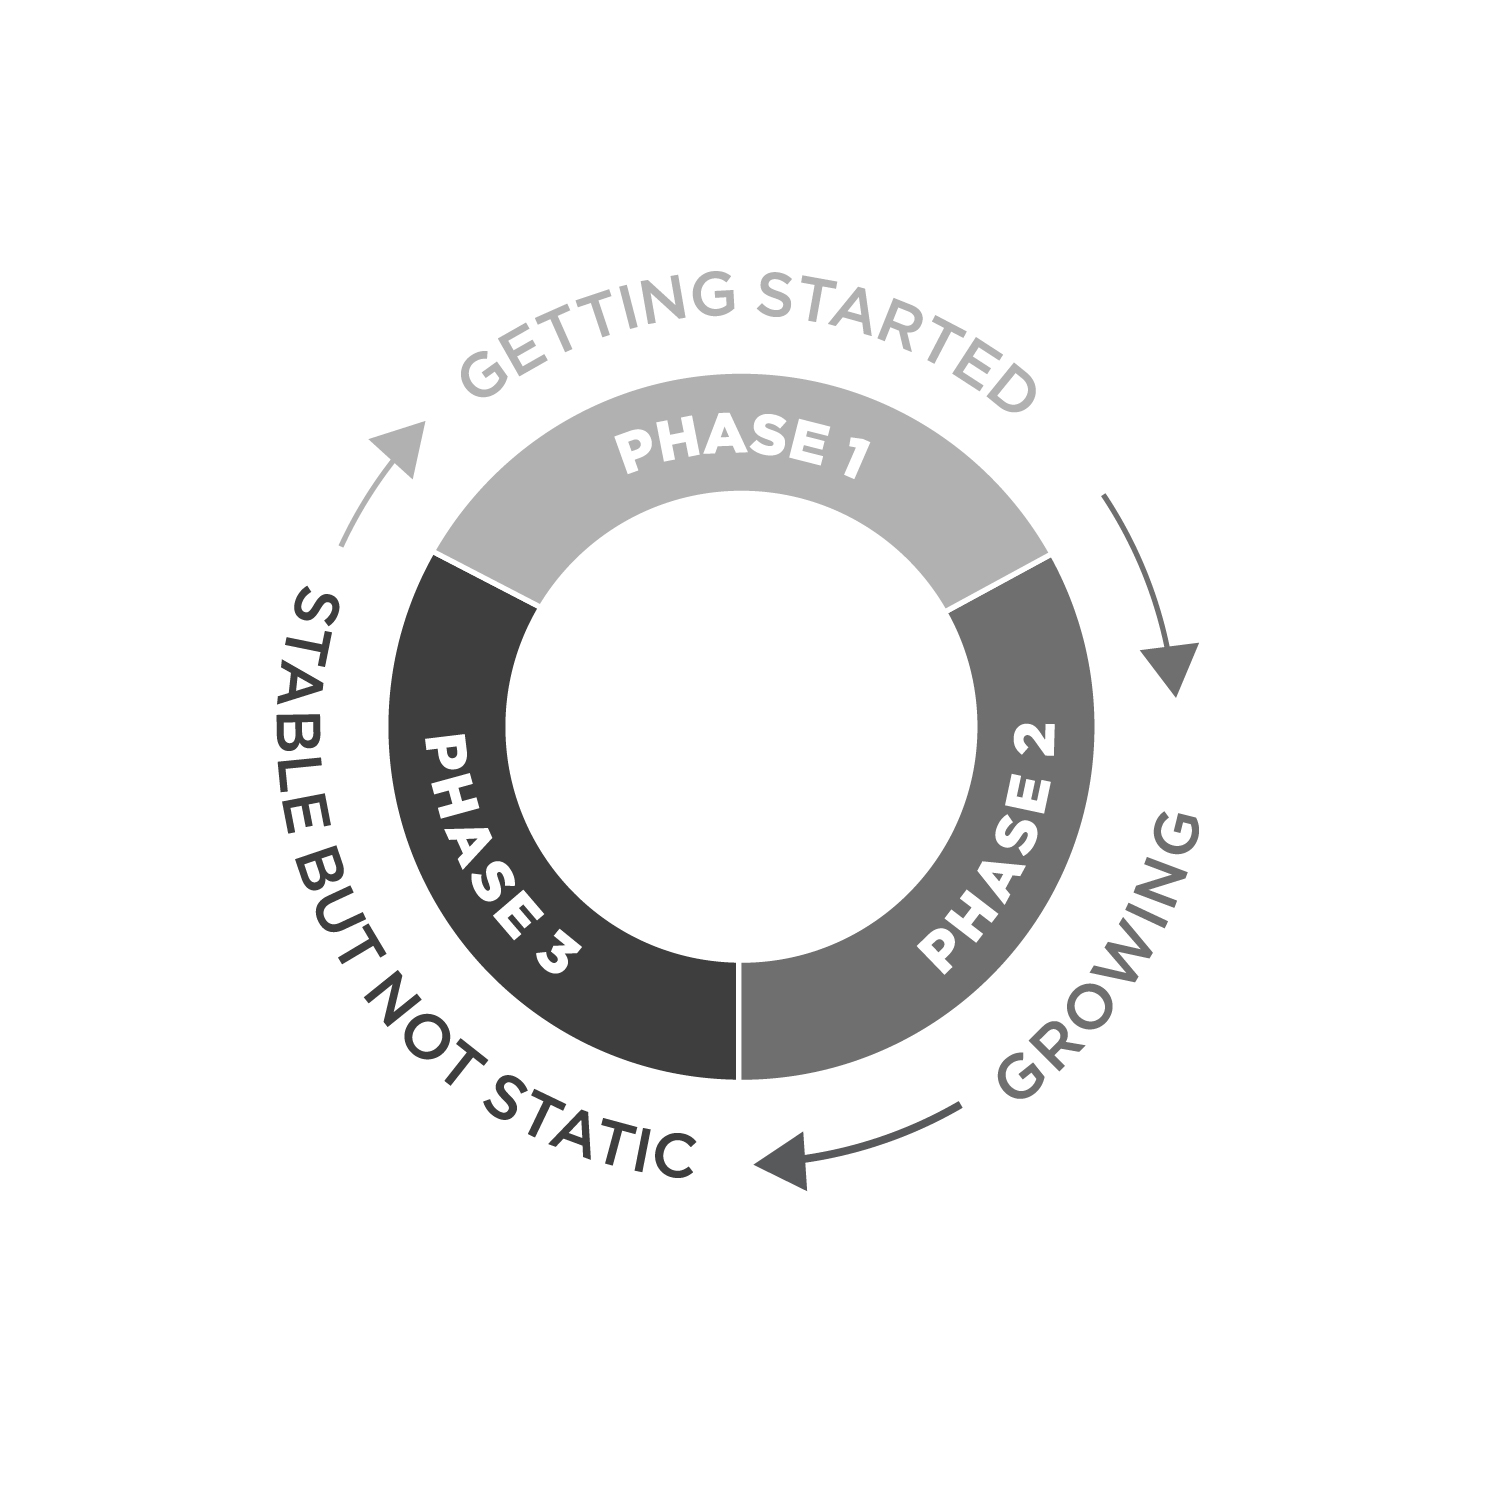 GETTING STARTED
PHASE 1
PHASE 2
GROWING
PHASE 3
STABLE BUT NOT STATIC